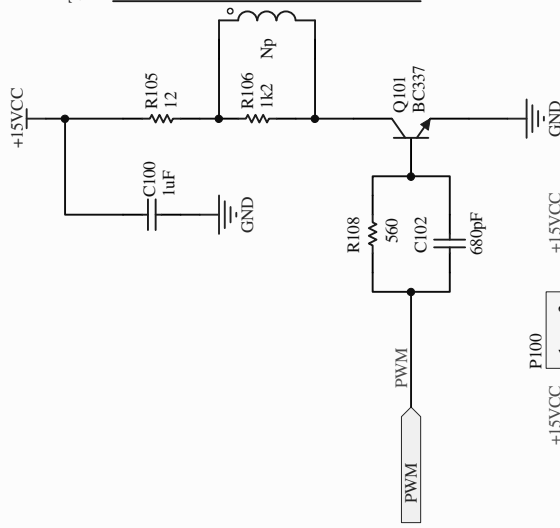 +15VCC
R105
12
R106
1k2
Np
Q101
BC337
GND
C100
1uF
GND
R108
560
C102
680pF
+15VCC
PWM
PWM
P100
+15VCC